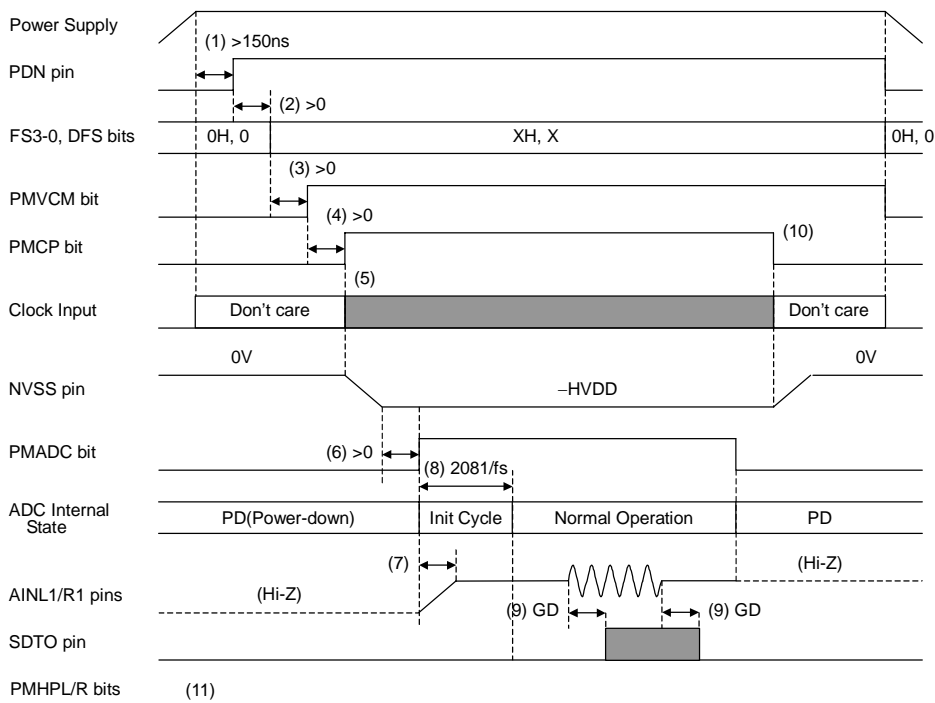 Power Supply
(1) >150ns
PDN pin
(2) >0
FS3-0, DFS bits
0H, 0
XH, X
0H, 0
(3) >0
PMVCM bit
(4) >0
PMCP bit
(10)
(5)
Clock Input
Don't care
Don't care
0V
0V
NVSS pin
−HVDD
PMADC bit
(6) >0
(8) 2081/fs
ADC Internal
State
PD(Power-down)
Init Cycle
Normal Operation
PD
(7)
(Hi-Z)
AINL1/R1 pins
(Hi-Z)
(9) GD
(9) GD
SDTO pin
PMHPL/R bits
(11)